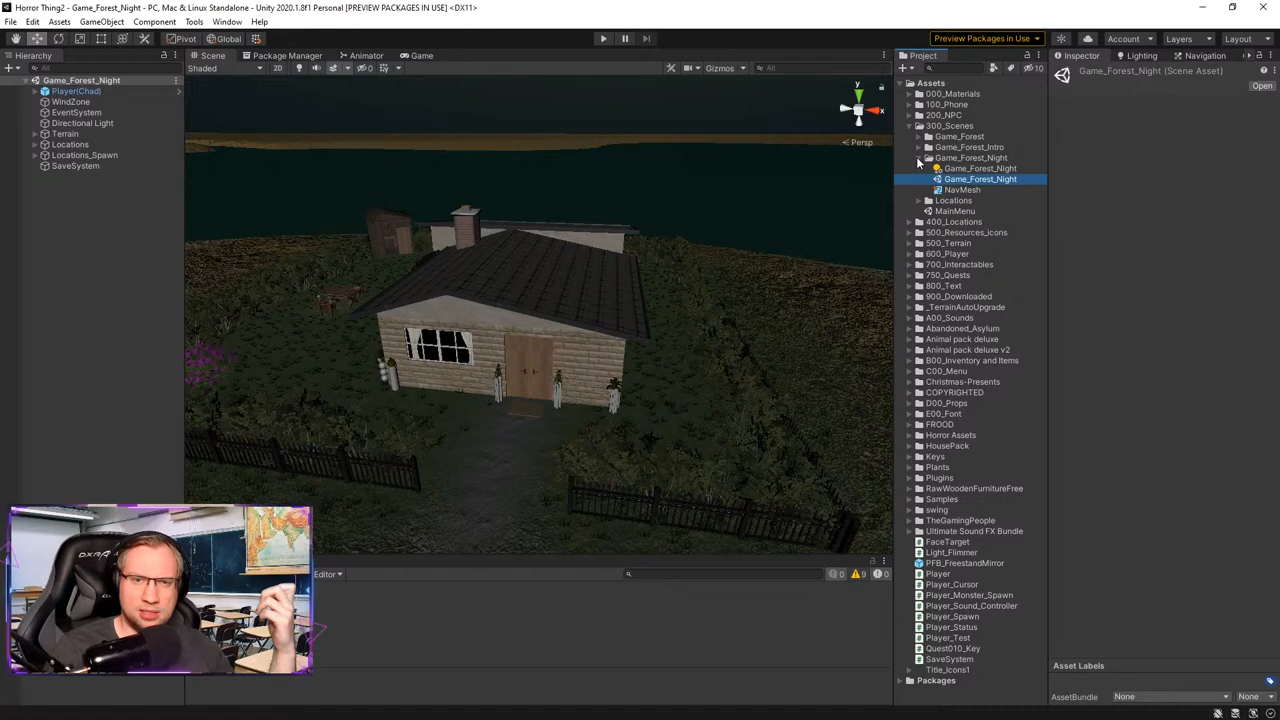 Horror Thing2 - Game_Forest_Night - PC, Mac & Linux Standalone - Unity 2020.1.8f1 Personal [PREVIEW PACKAGES IN USE] <DX11>
File Edit Assets GameObject Component Tools Window Help
Pivot Global Preview Packages in Use Account Layers Layout
Hierarchy Scene Package Manager Animator Game Project Inspector Lighting Navigation
All Shaded 2D 0 Gizmos All 10
Game_Forest_Night
Player(Chad)
WindZone
EventSystem
Directional Light
Terrain
Locations
Locations_Spawn
SaveSystem
y
x
Persp
Assets
000_Materials
100_Phone
200_NPC
300_Scenes
Game_Forest
Game_Forest_Intro
Game_Forest_Night
Game_Forest_Night
Game_Forest_Night
NavMesh
Locations
MainMenu
400_Locations
500_Resources_icons
500_Terrain
600_Player
700_Interactables
750_Quests
800_Text
900_Downloaded
_TerrainAutoUpgrade
A00_Sounds
Abandoned_Asylum
Animal pack deluxe
Animal pack deluxe v2
B00_Inventory and Items
C00_Menu
Christmas-Presents
COPYRIGHTED
D00_Props
E00_Font
FROOD
Horror Assets
HousePack
Keys
Plants
Plugins
RawWoodenFurnitureFree
Samples
swing
TheGamingPeople
Ultimate Sound FX Bundle
FaceTarget
Light_Flimmer
PFB_FreestandMirror
Player
Player_Cursor
Player_Monster_Spawn
Player_Sound_Controller
Player_Spawn
Player_Status
Player_Test
Quest010_Key
SaveSystem
Title_Icons1
Packages
Game_Forest_Night (Scene Asset)
Open
Editor 0 9 0
DXRACER
Asset Labels
AssetBundle None None